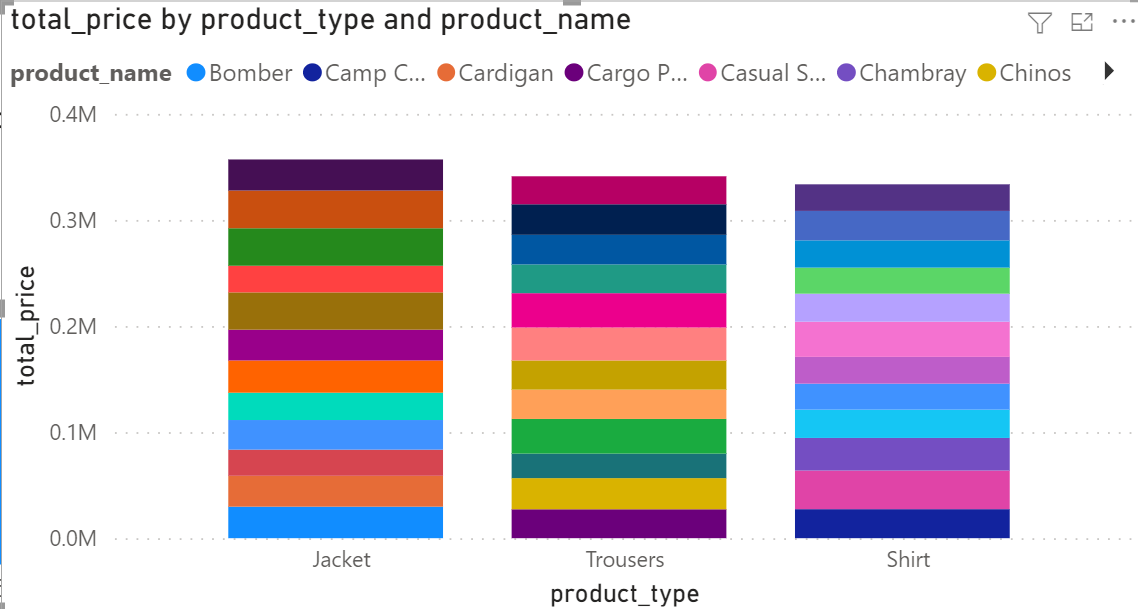 total_price by product_type and product_name
product_name Bomber Camp C... Cardigan Cargo P... Casual S... Chambray Chinos
0.4M
0.3M
0.2M
0.1M
0.0M
total_price
Jacket Trousers Shirt
product_type